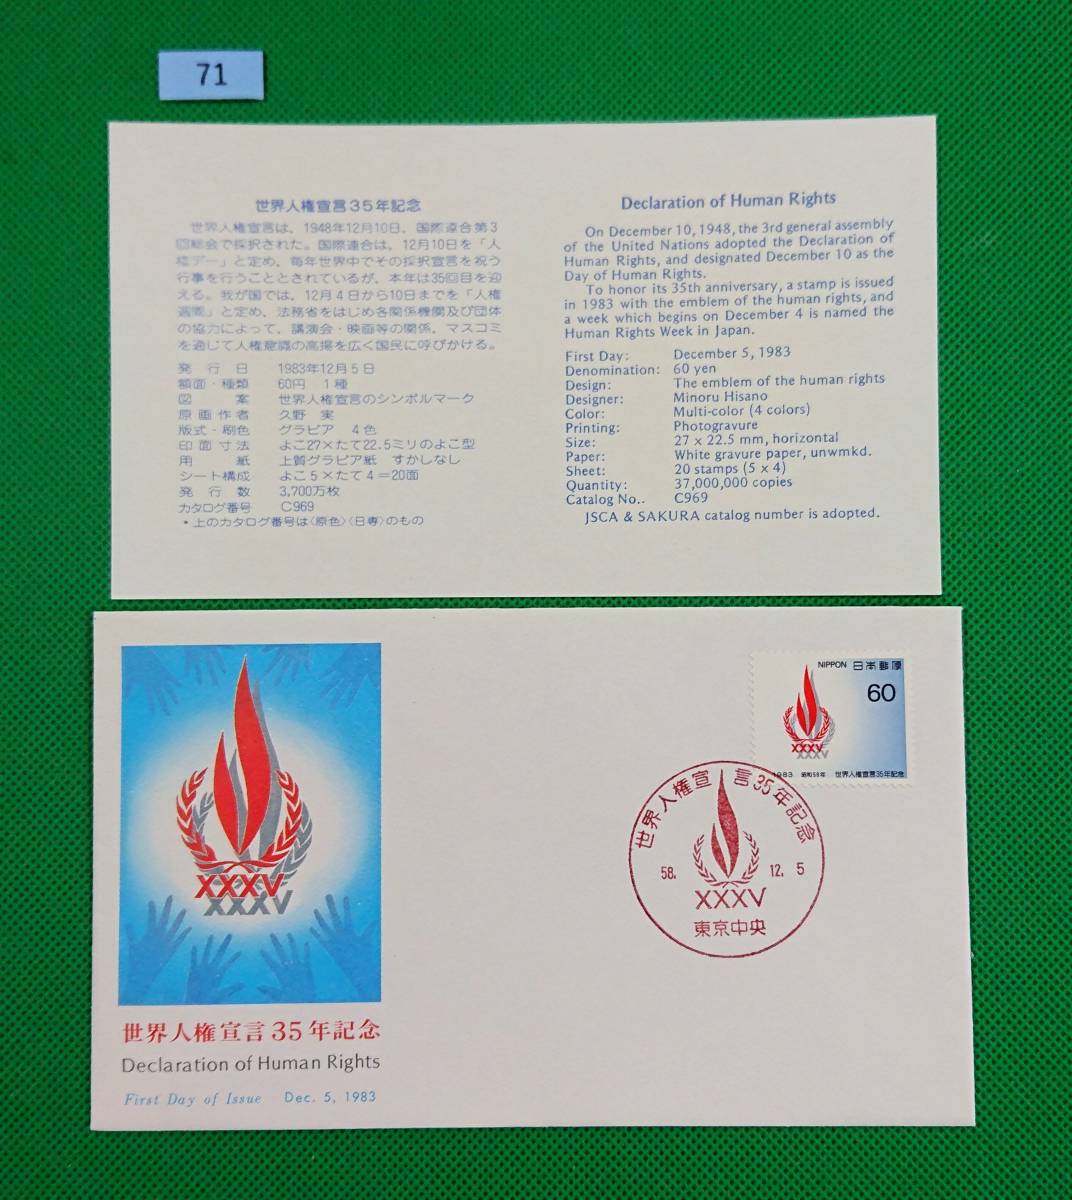 71
世界人権宣言35年記念
世界人権宣言は、1948年12月10日、国際連合第3
回総会で採択された。国際連合は、12月10日を「人
権デー」と定め、毎年世界中でその採択宣言を祝う
行事を行うこととされているが、本年は35回目を迎
える。我が国では、12月4日から10日までを「人権
週間」と定め、法務省をはじめ各関係機関及び団体
の協力によって、講演会・映画等の関係、マスコミ
を通じて人権意識の高揚を広く国民に呼びかける。
発行日 1983年12月5日
額面・種類 60円 1種
図案 世界人権宣言のシンボルマーク
原画作者 久野 実
版式・刷色 グラビア 4色
印面寸法 よこ27×たて22.5ミリのよこ型
用紙 上質グラビア紙 すかしなし
シート構成 よこ5×たて4＝20面
発行数 3,700万枚
カタログ番号 C969
・上のカタログ番号は〈原色〉〈日専〉のもの
Declaration of Human Rights
On December 10, 1948, the 3rd general assembly
of the United Nations adopted the Declaration of
Human Rights, and designated December 10 as the
Day of Human Rights.
To honor its 35th anniversary, a stamp is issued
in 1983 with the emblem of the human rights, and
a week which begins on December 4 is named the
Human Rights Week in Japan.
First Day: December 5, 1983
Denomination: 60 yen
Design: The emblem of the human rights
Designer: Minoru Hisano
Color: Multi-color (4 colors)
Printing: Photogravure
Size: 27 x 22.5 mm, horizontal
Paper: White gravure paper, unwmkd.
Sheet: 20 stamps (5 x 4)
Quantity: 37,000,000 copies
Catalog No.. C969
JSCA & SAKURA catalog number is adopted.
XXXV
XXXV
世界人権宣言35年記念
Declaration of Human Rights
First Day of Issue Dec. 5, 1983
NIPPON 日本郵便
60
XXXV
XXXV
1983 昭和58年 世界人権宣言35年記念
世界人権宣言35年記念
58. 12. 5
XXXV
東京中央